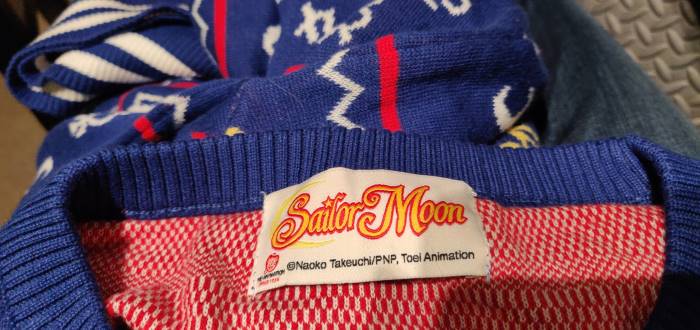 Sailor Moon
©Naoko Takeuchi/PNP, Toei Animation